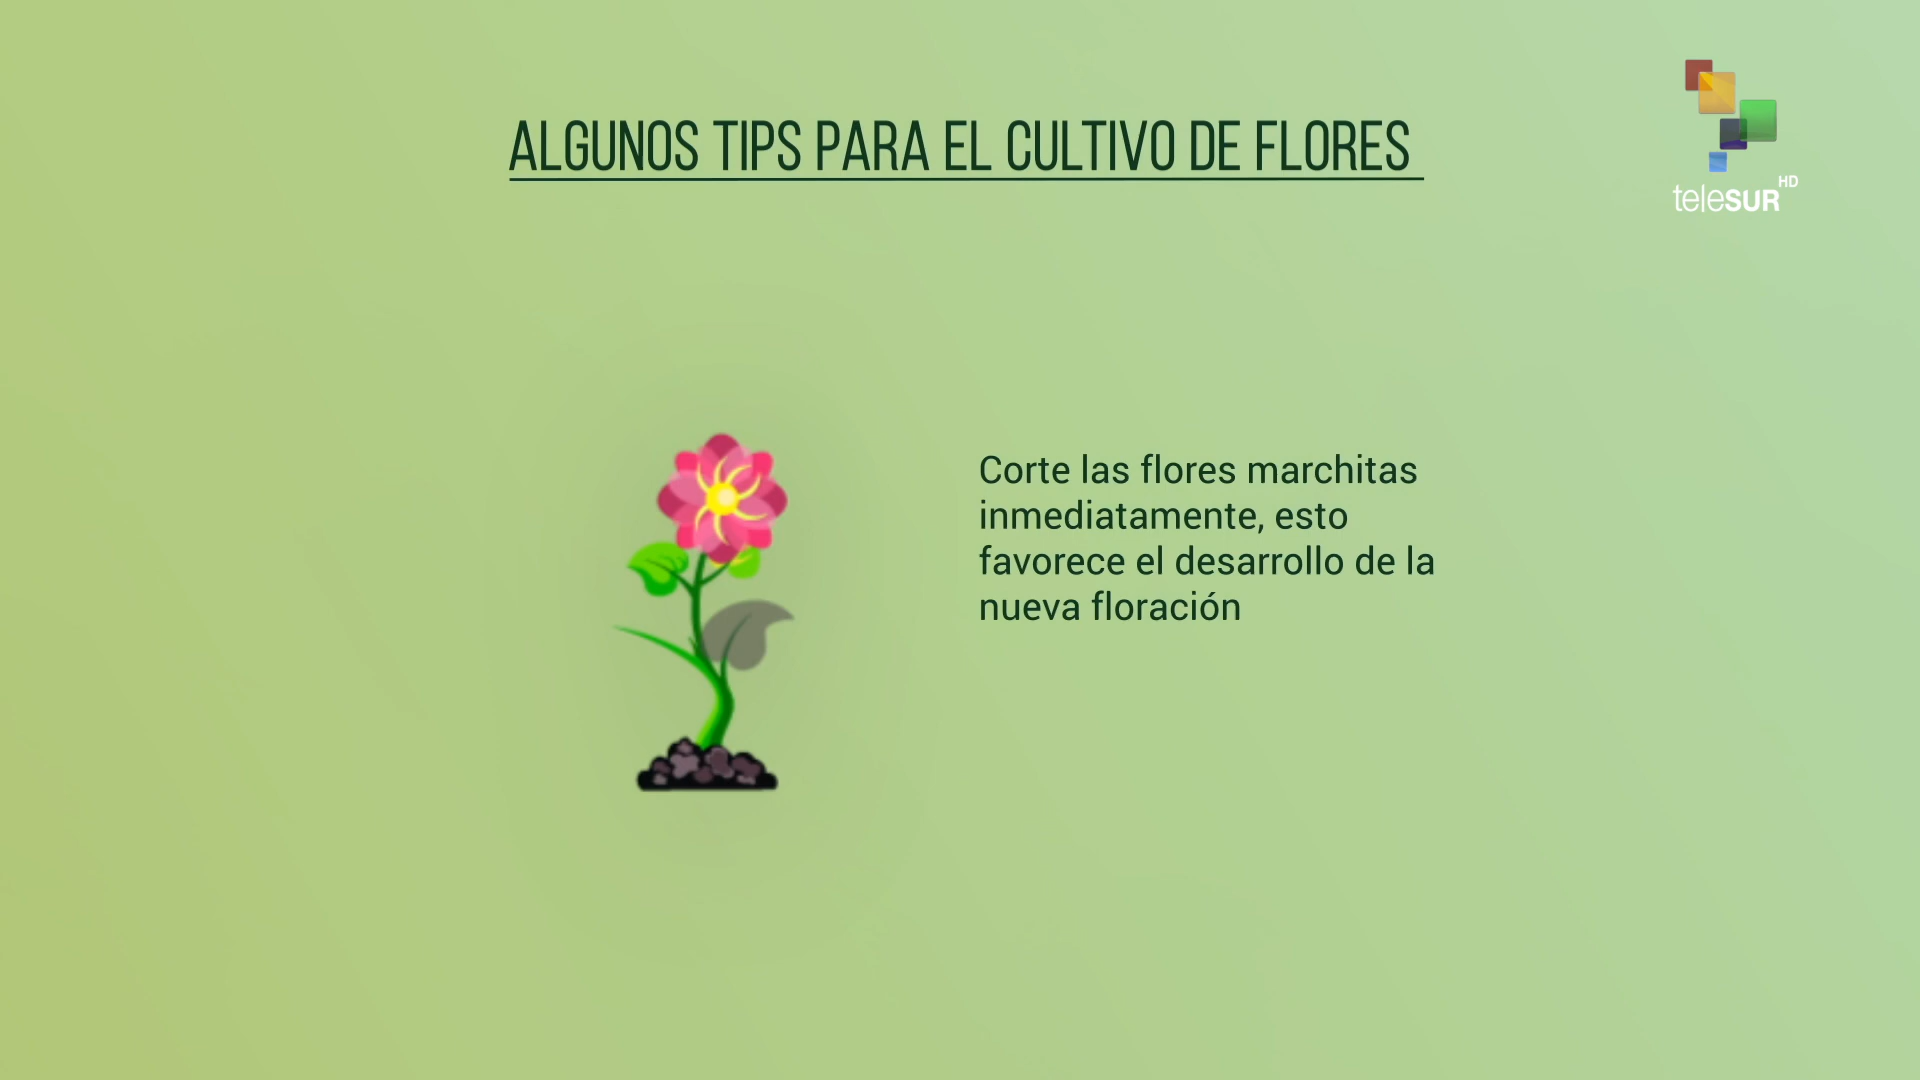 ALGUNOS TIPS PARA EL CULTIVO DE FLORES
teleSUR HD
Corte las flores marchitas
inmediatamente, esto
favorece el desarrollo de la
nueva floración